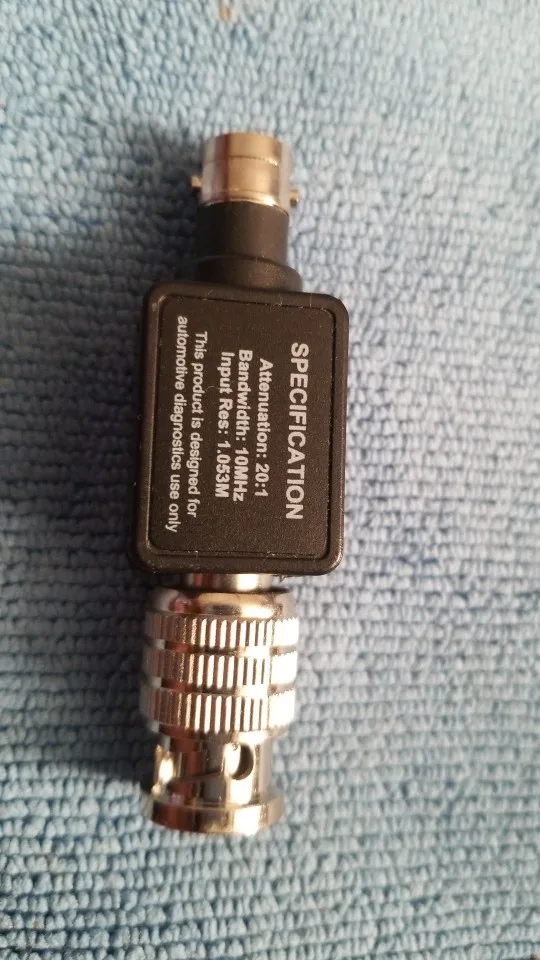 SPECIFICATION
Attenuation: 20:1
Bandwidth: 10MHz
Input Res: 1.053M
This product is designed for
automotive diagnostics use only